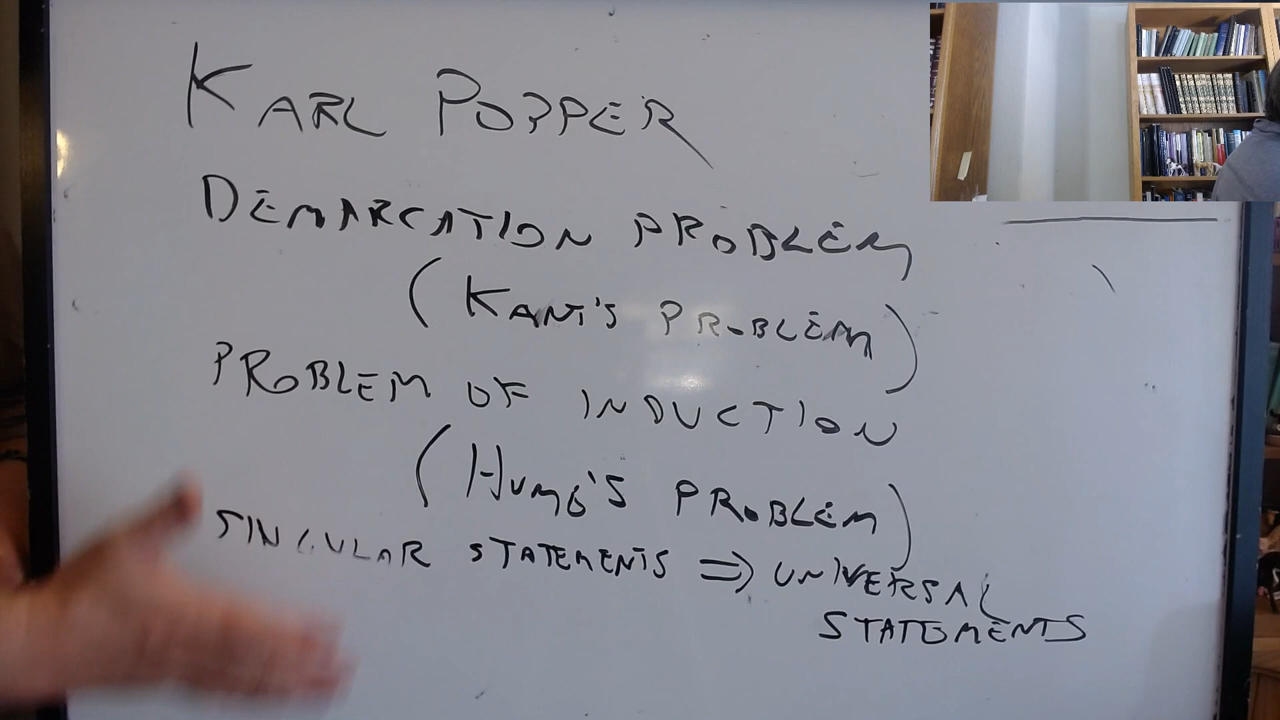 KARL POPPER
DEMARCATION PROBLEM
(KANT'S PROBLEM)
PROBLEM OF INDUCTION
(HUME'S PROBLEM)
SINGULAR STATEMENTS ⇒ UNIVERSAL
STATEMENTS